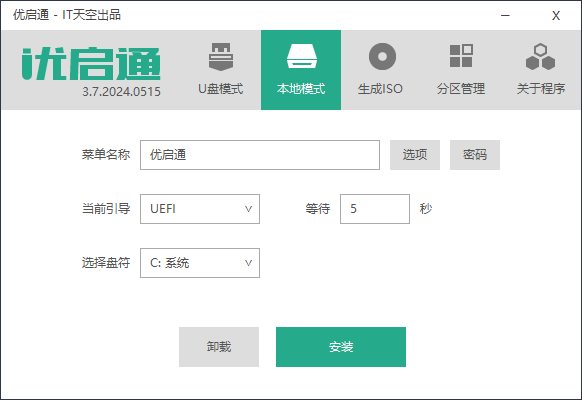 优启通 - IT天空出品
优启通
3.7.2024.0515
U盘模式
本地模式
生成ISO
分区管理
关于程序
菜单名称 优启通 选项 密码
当前引导 UEFI 等待 5 秒
选择盘符 C: 系统
卸载 安装